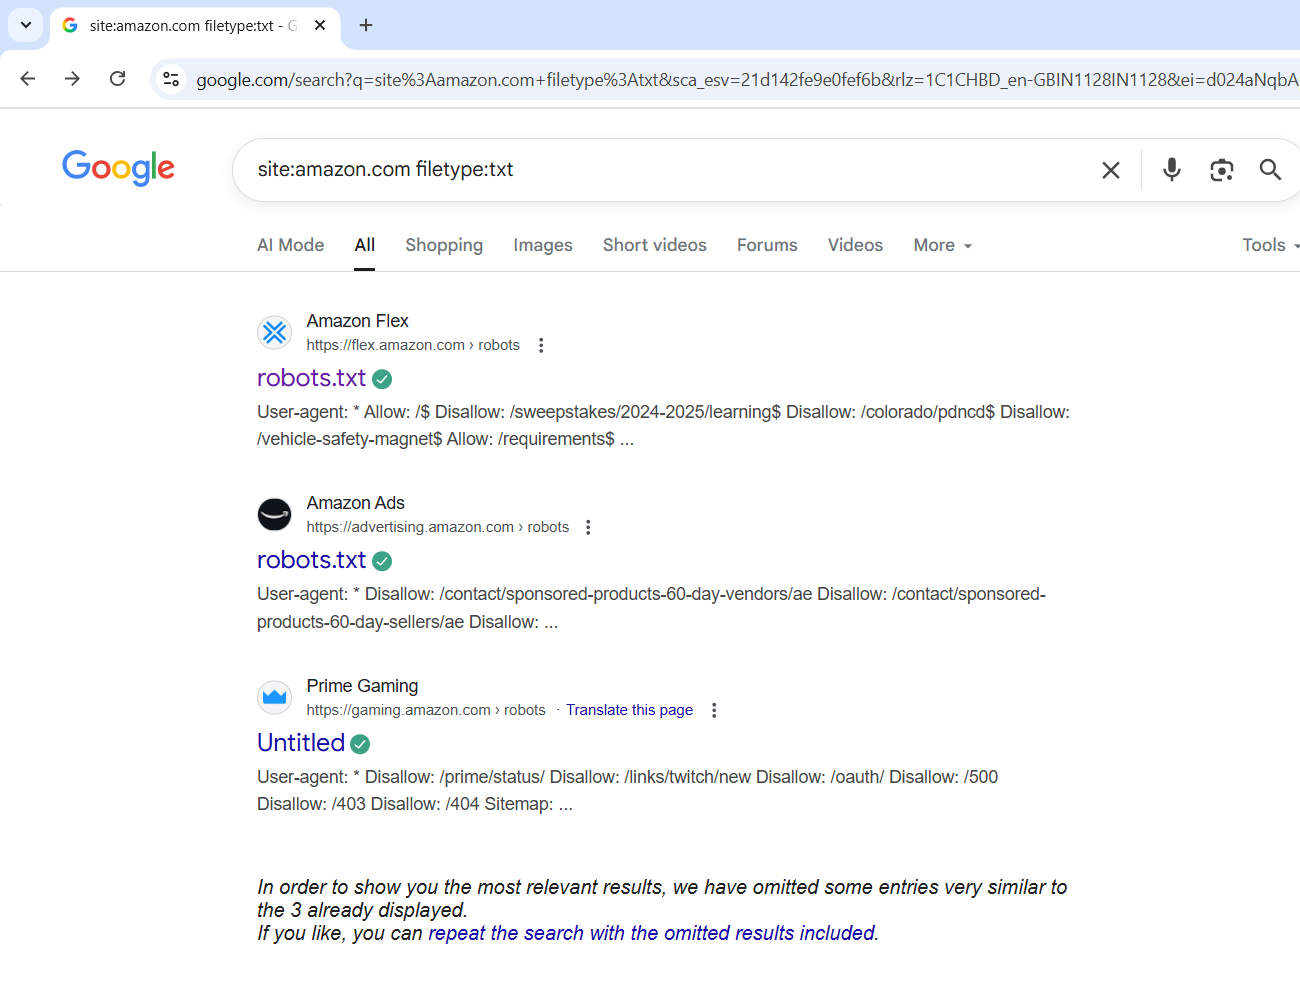 site:amazon.com filetype:txt - G
google.com/search?q=site%3Aamazon.com+filetype%3Atxt&sca_esv=21d142fe9e0fef6b&rlz=1C1CHBD_en-GBIN1128IN1128&ei=d024aNqbA
Google
site:amazon.com filetype:txt
AI Mode All Shopping Images Short videos Forums Videos More Tools
Amazon Flex
https://flex.amazon.com › robots
robots.txt
User-agent: * Allow: /$ Disallow: /sweepstakes/2024-2025/learning$ Disallow: /colorado/pdncd$ Disallow:
/vehicle-safety-magnet$ Allow: /requirements$ ...
Amazon Ads
https://advertising.amazon.com › robots
robots.txt
User-agent: * Disallow: /contact/sponsored-products-60-day-vendors/ae Disallow: /contact/sponsored-
products-60-day-sellers/ae Disallow: ...
Prime Gaming
https://gaming.amazon.com › robots · Translate this page
Untitled
User-agent: * Disallow: /prime/status/ Disallow: /links/twitch/new Disallow: /oauth/ Disallow: /500
Disallow: /403 Disallow: /404 Sitemap: ...
In order to show you the most relevant results, we have omitted some entries very similar to
the 3 already displayed.
If you like, you can repeat the search with the omitted results included.